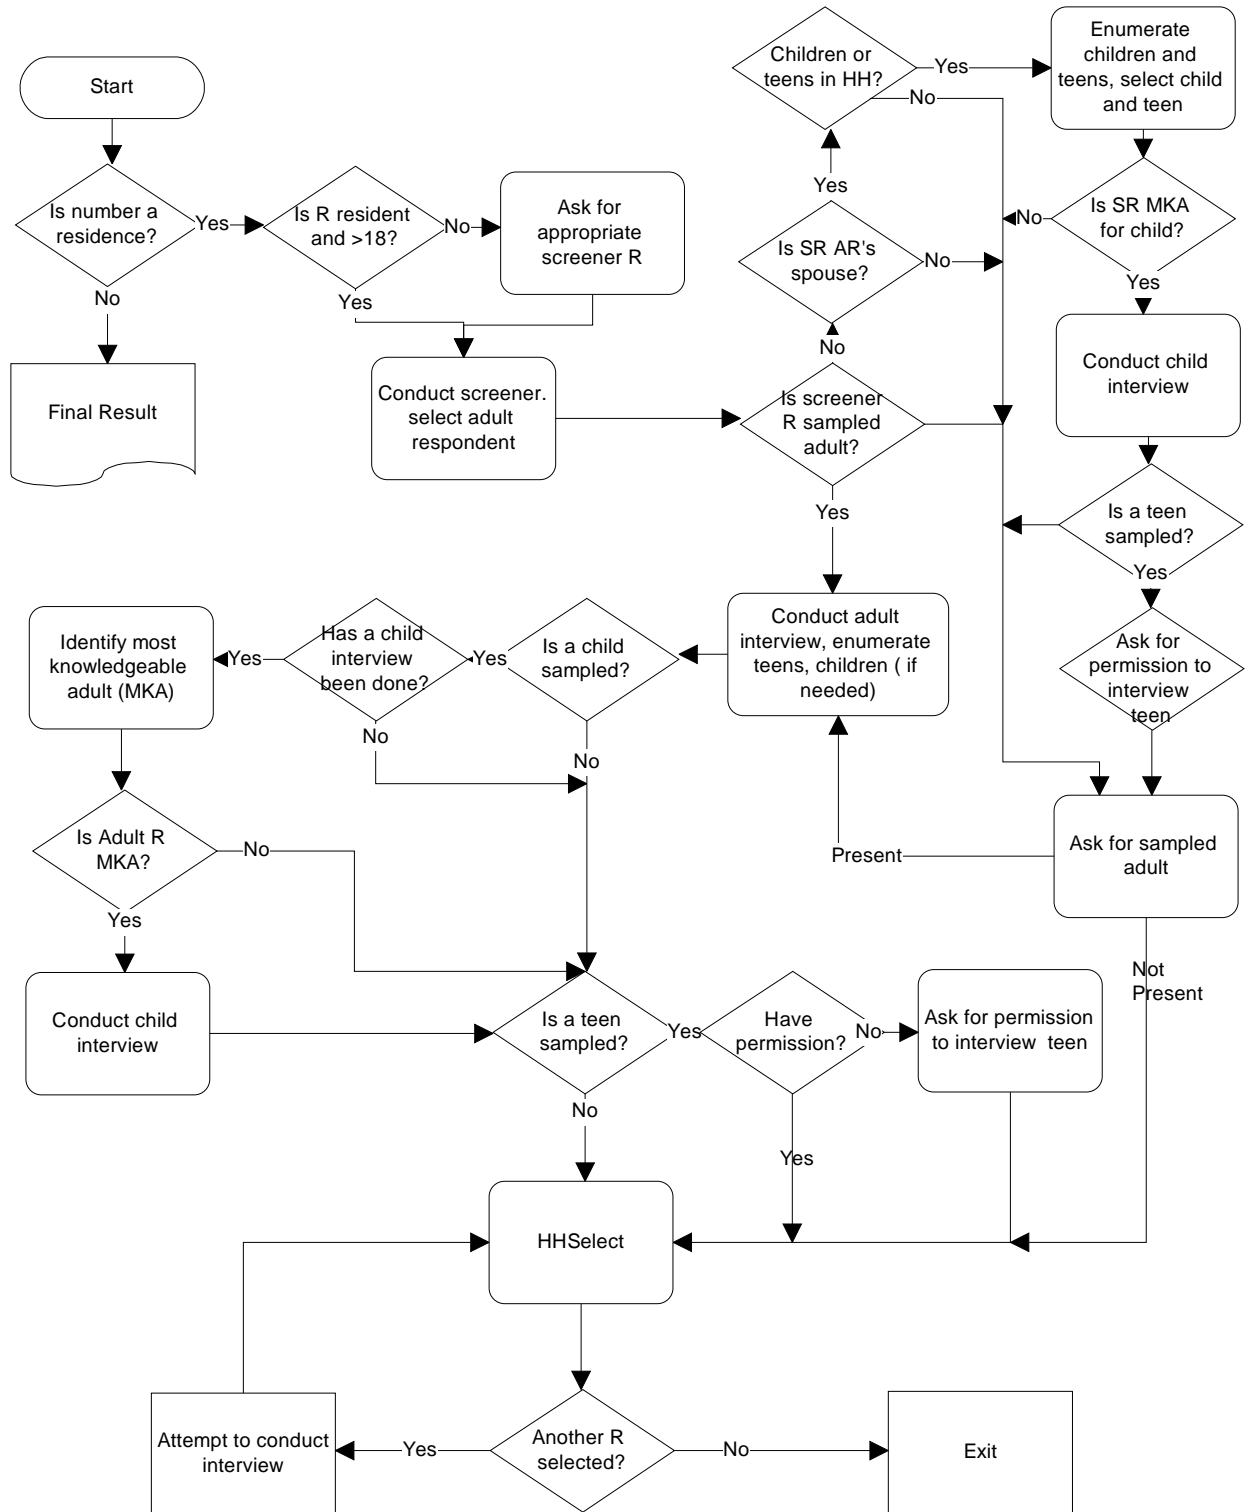 Start
Is number a
residence?
Yes
No
Final Result
Is R resident
and >18?
No
Yes
Ask for
appropriate
screener R
Conduct screener.
select adult
respondent
Is screener
R sampled
adult?
No
Yes
Is SR AR's
spouse?
No
Yes
Children or
teens in HH?
Yes
No
Enumerate
children and
teens, select child
and teen
Is SR MKA
for child?
No
Yes
Conduct child
interview
Is a teen
sampled?
Yes
Ask for
permission to
interview
teen
Ask for sampled
adult
Present
Not
Present
Conduct adult
interview, enumerate
teens, children ( if
needed)
Is a child
sampled?
Yes
No
Has a child
interview
been done?
Yes
No
Identify most
knowledgeable
adult (MKA)
Is Adult R
MKA?
No
Yes
Conduct child
interview
Is a teen
sampled?
Yes
No
Have
permission?
No
Yes
Ask for permission
to interview teen
HHSelect
Another R
selected?
Yes
No
Attempt to conduct
interview
Exit